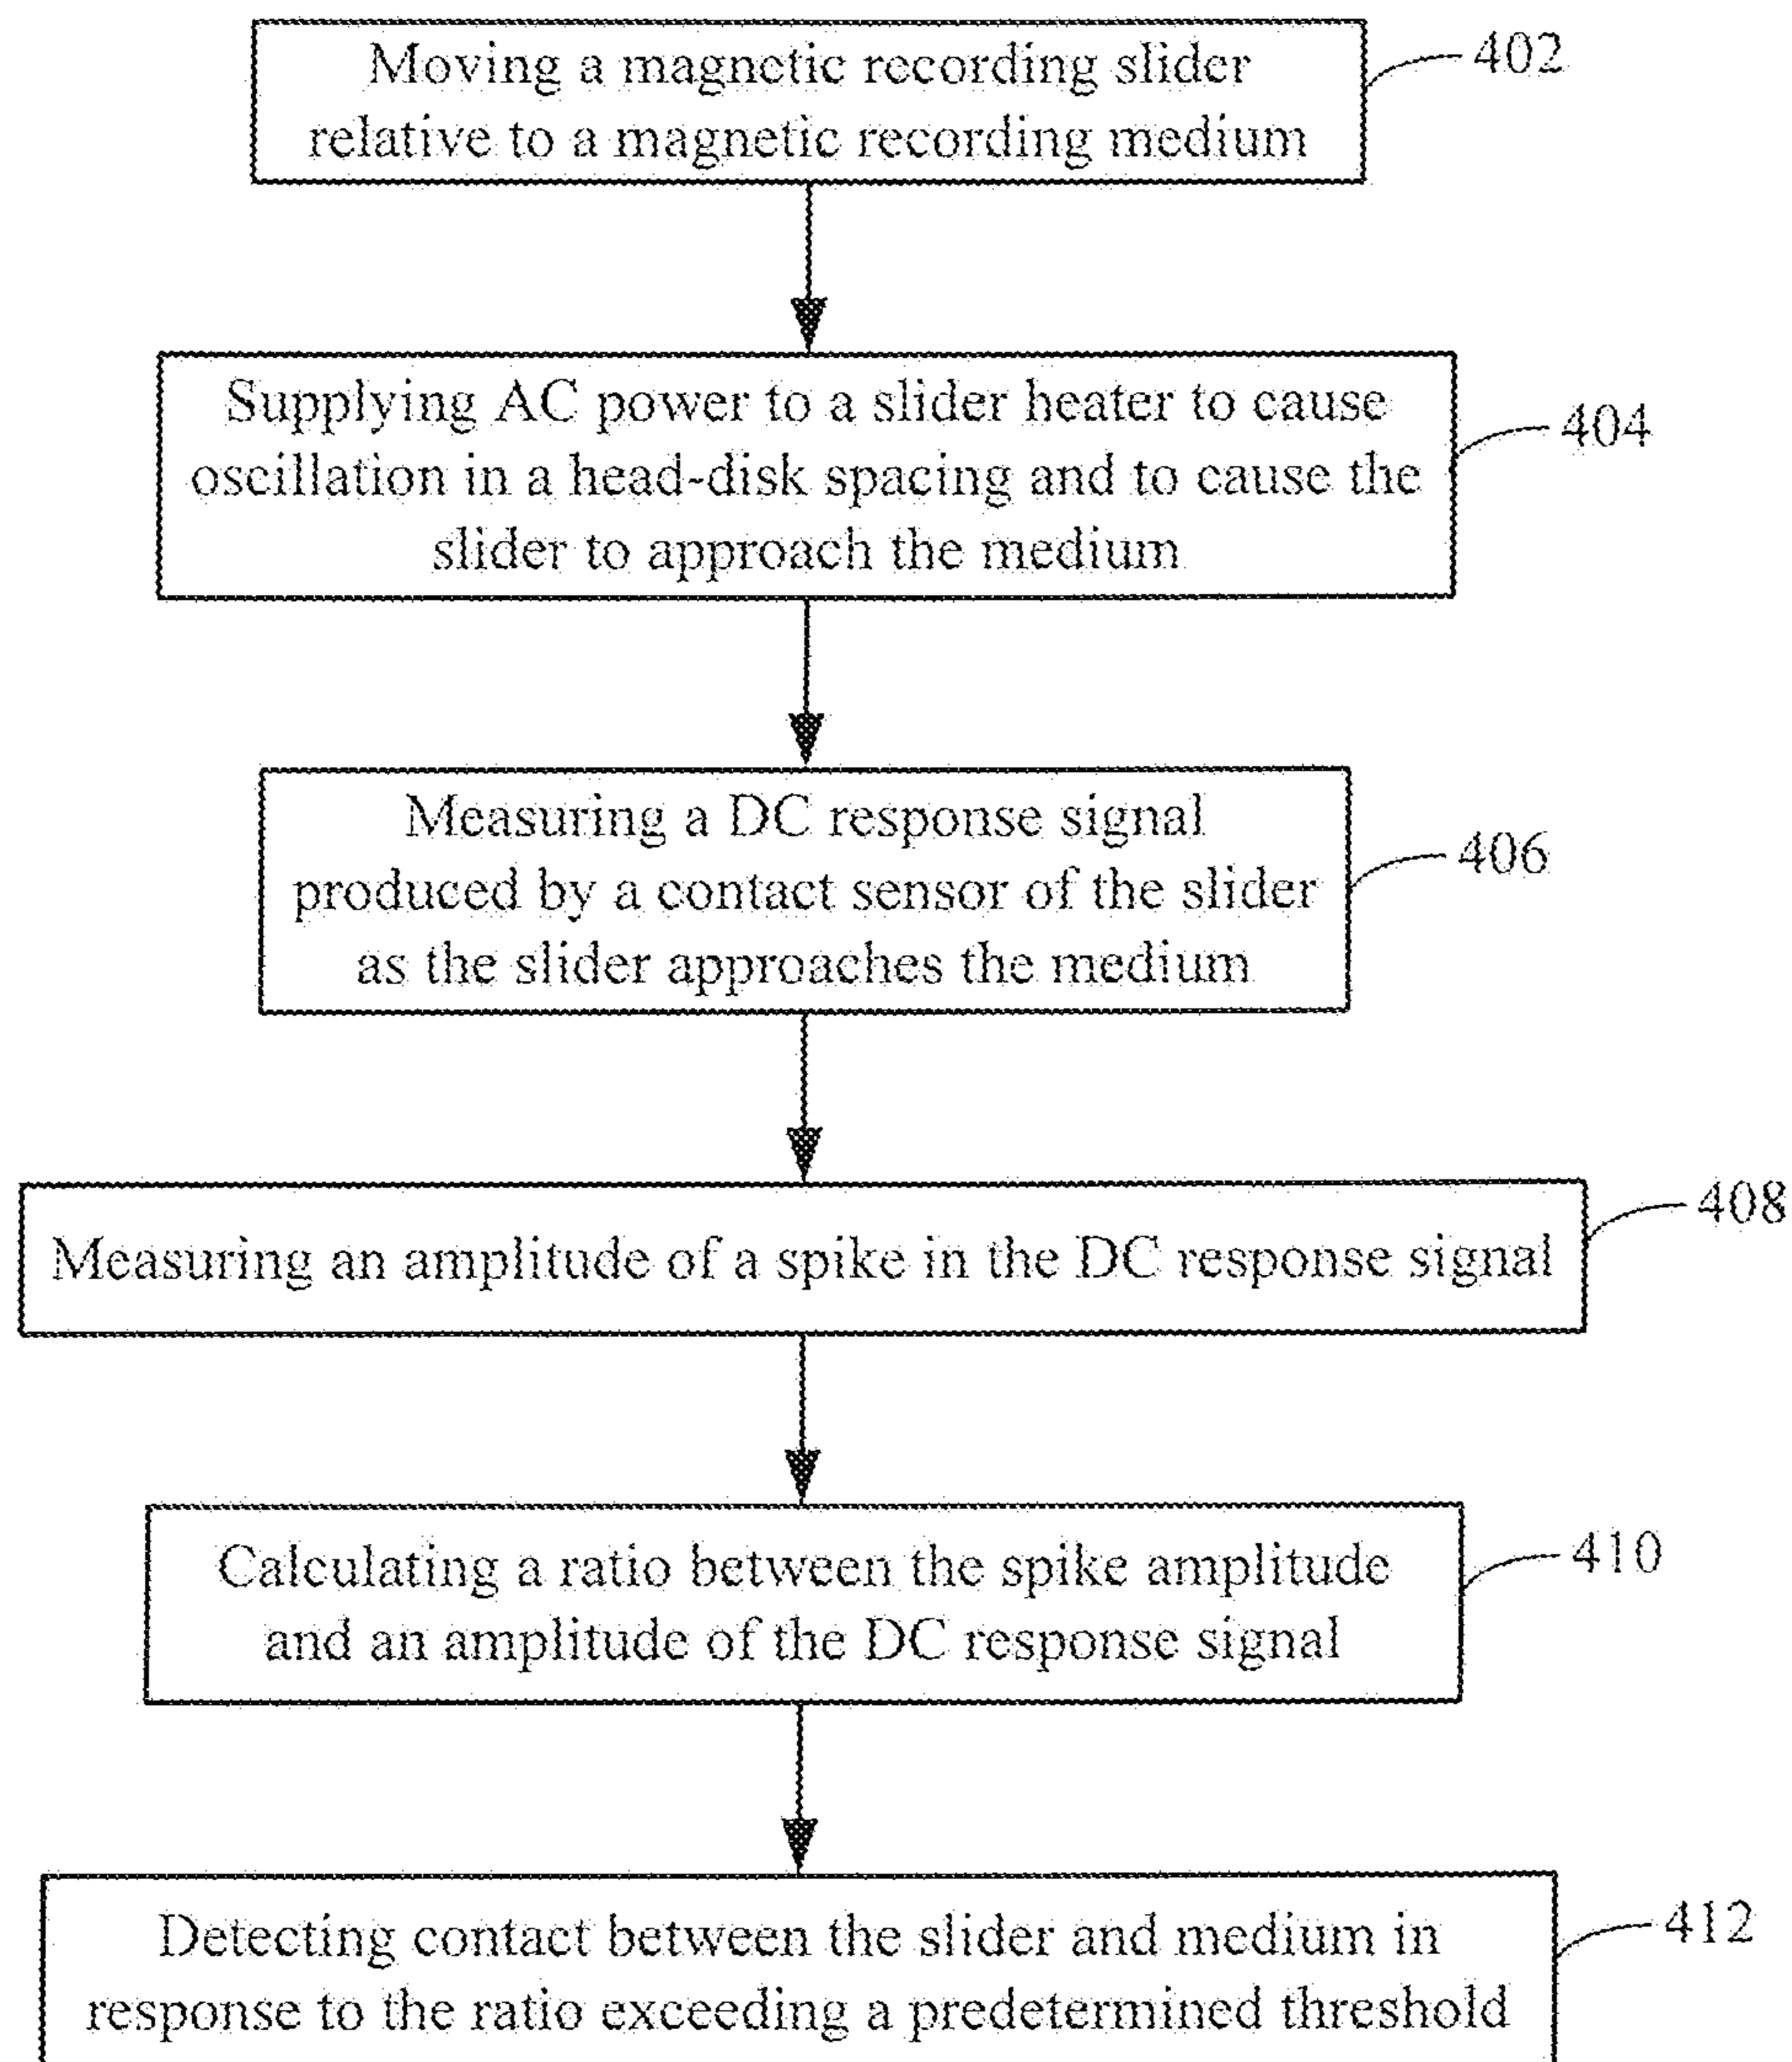 Moving a magnetic recording slider
relative to a magnetic recording medium
402
Supplying AC power to a slider heater to cause
oscillation in a head-disk spacing and to cause the
slider to approach the medium
404
Measuring a DC response signal
produced by a contact sensor of the slider
as the slider approaches the medium
406
Measuring an amplitude of a spike in the DC response signal
408
Calculating a ratio between the spike amplitude
and an amplitude of the DC response signal
410
Detecting contact between the slider and medium in
response to the ratio exceeding a predetermined threshold
412